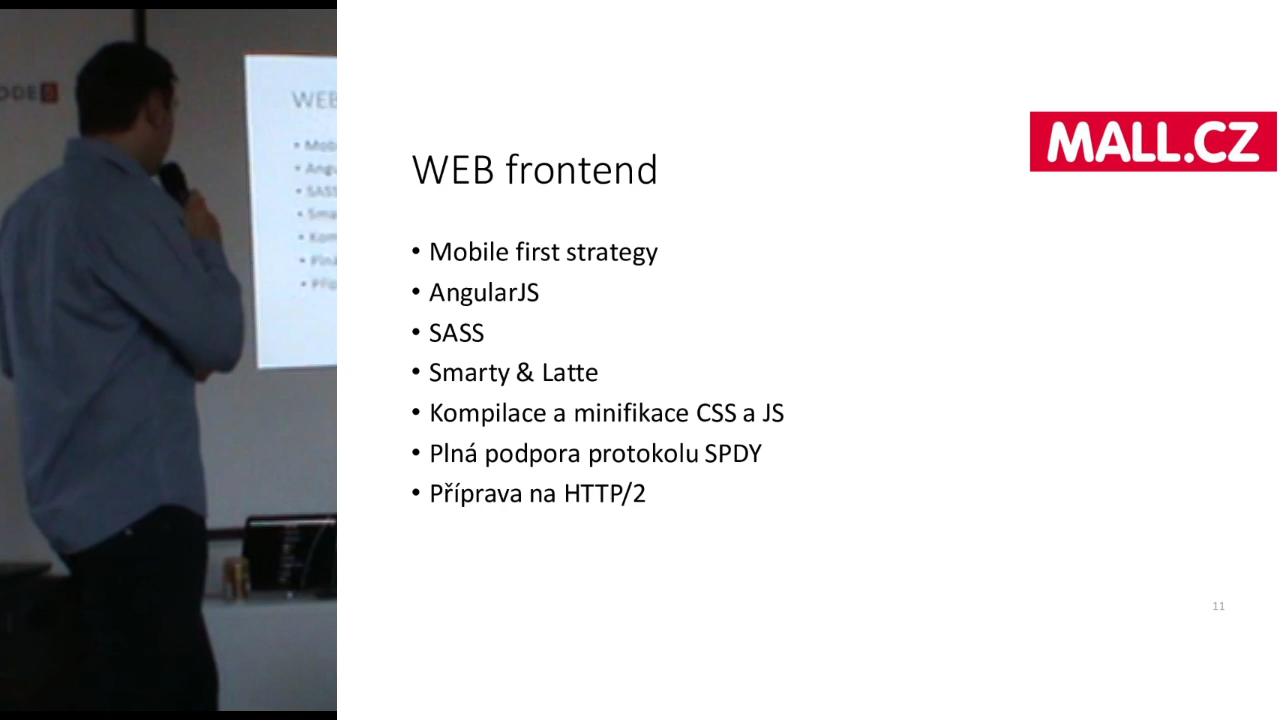 WEB
MALL.CZ
WEB frontend
• Mobile first strategy
• AngularJS
• SASS
• Smarty & Latte
• Kompilace a minifikace CSS a JS
• Plná podpora protokolu SPDY
• Příprava na HTTP/2
11